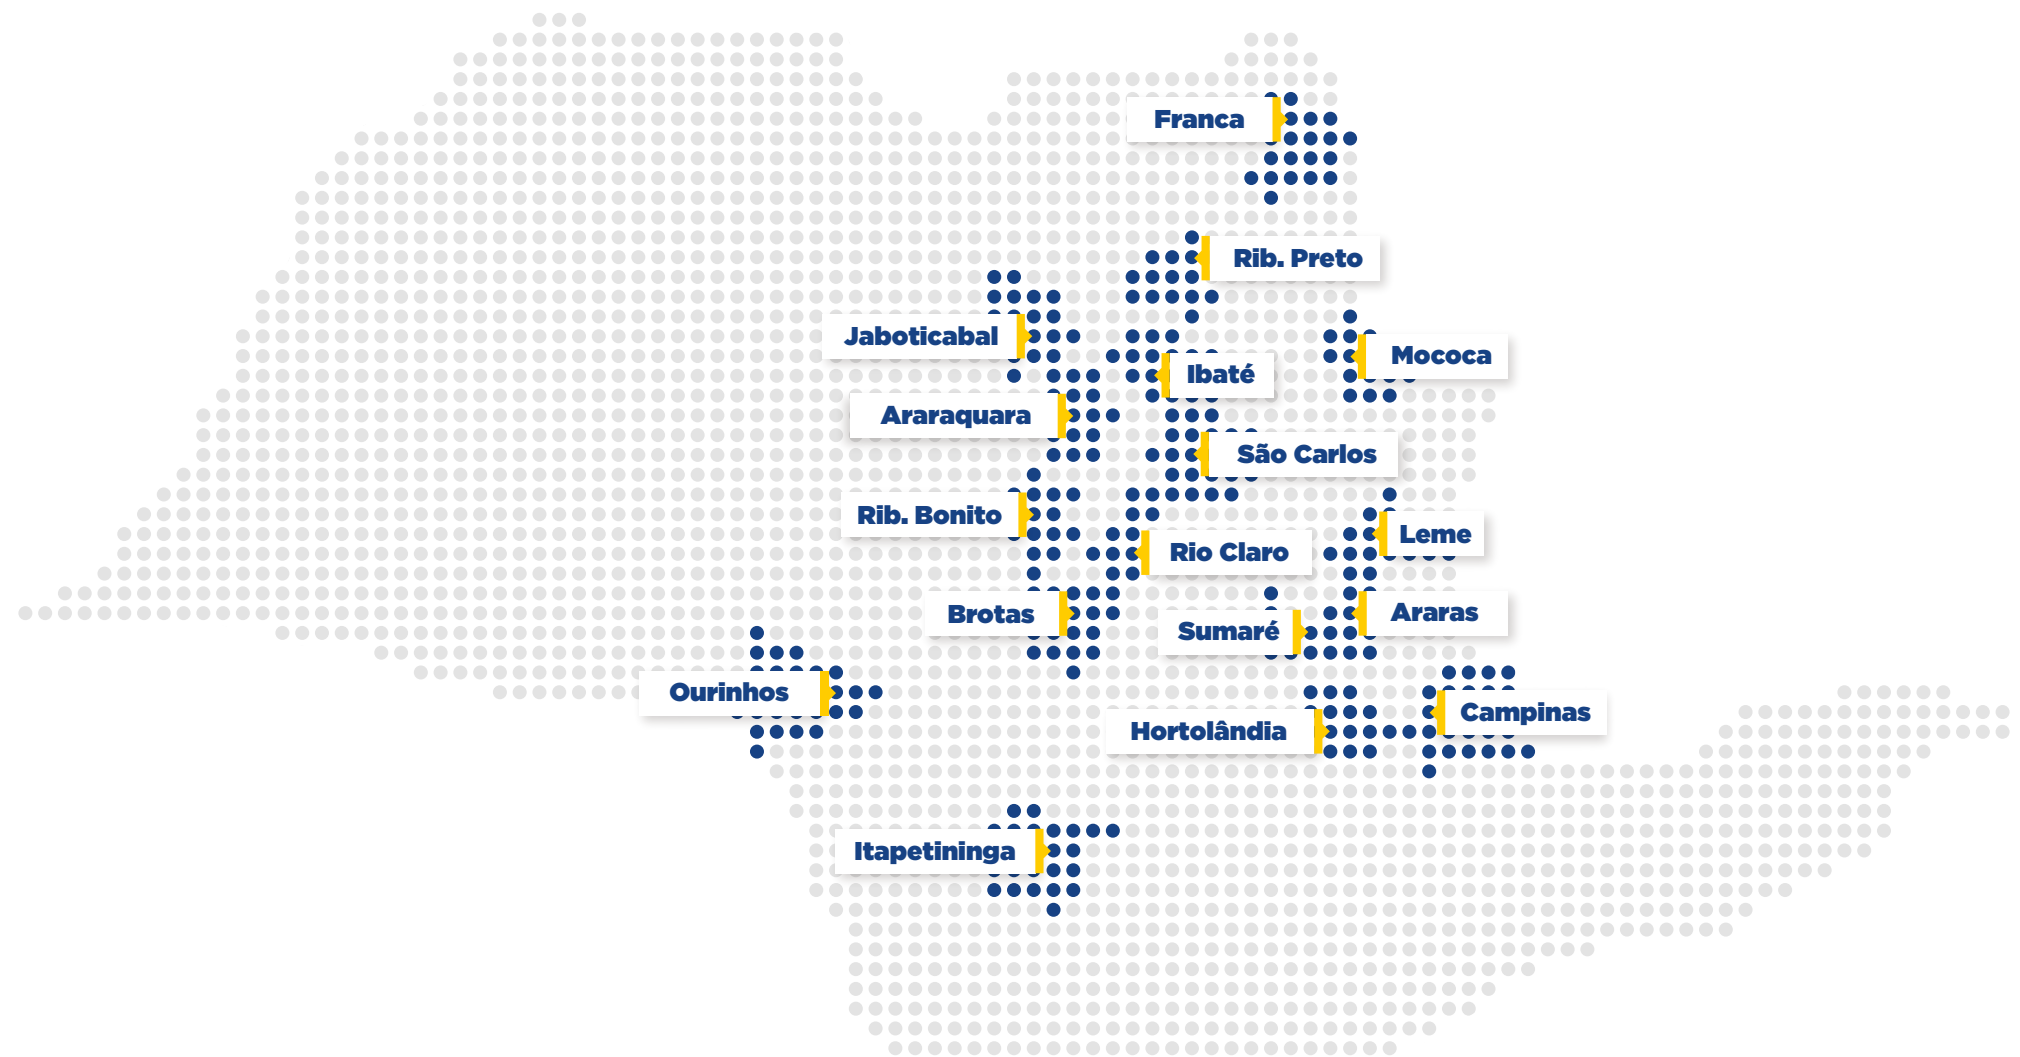 Franca
Rib. Preto
Jaboticabal
Mococa
Ibaté
Araraquara
São Carlos
Rib. Bonito
Leme
Rio Claro
Brotas
Araras
Sumaré
Ourinhos
Campinas
Hortolândia
Itapetininga